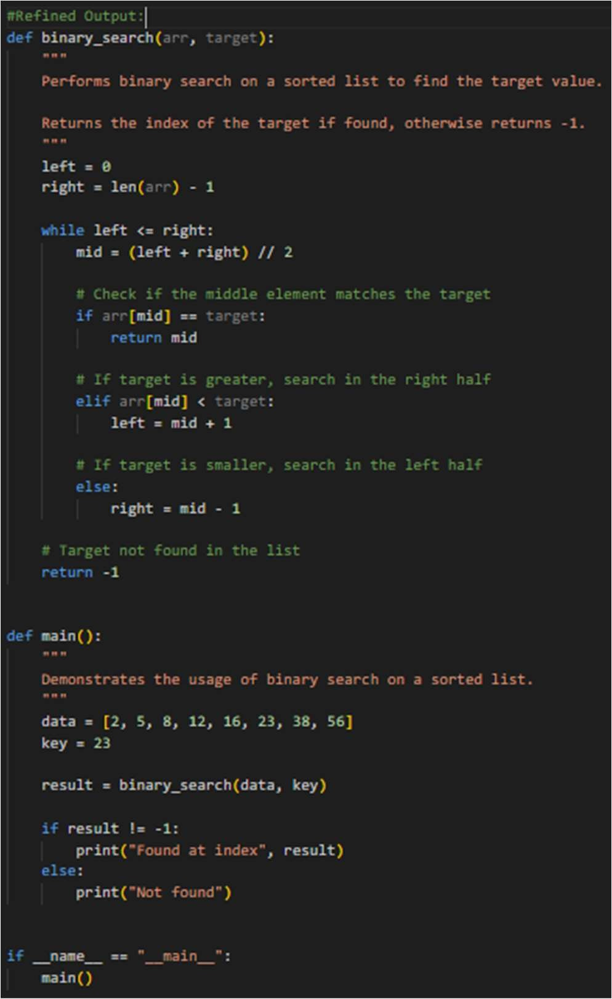 #Refined Output:
def binary_search(arr, target):
    """
    Performs binary search on a sorted list to find the target value.

    Returns the index of the target if found, otherwise returns -1.
    """
    left = 0
    right = len(arr) - 1

    while left <= right:
        mid = (left + right) // 2

        # Check if the middle element matches the target
        if arr[mid] == target:
            return mid

        # If target is greater, search in the right half
        elif arr[mid] < target:
            left = mid + 1

        # If target is smaller, search in the left half
        else:
            right = mid - 1

    # Target not found in the list
    return -1


def main():
    """
    Demonstrates the usage of binary search on a sorted list.
    """
    data = [2, 5, 8, 12, 16, 23, 38, 56]
    key = 23

    result = binary_search(data, key)

    if result != -1:
        print("Found at index", result)
    else:
        print("Not found")


if __name__ == "__main__":
    main()